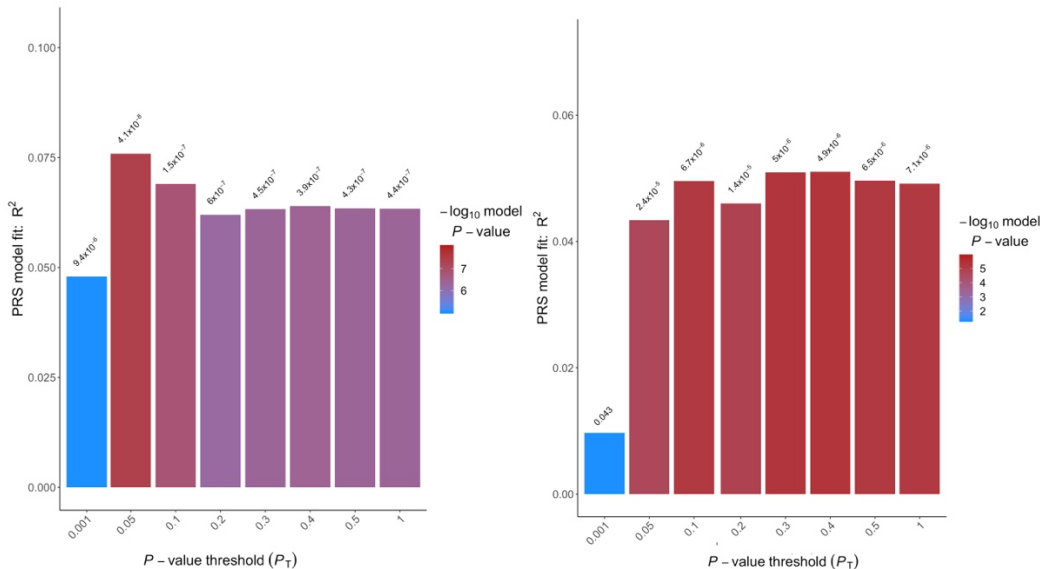 0.100
0.075
0.050
0.025
0.000
PRS model fit: R²
9.4x10⁻⁶
4.1x10⁻⁸
1.5x10⁻⁷
6x10⁻⁷
4.5x10⁻⁷
3.9x10⁻⁷
4.3x10⁻⁷
4.4x10⁻⁷
0.001
0.05
0.1
0.2
0.3
0.4
0.5
1
P – value threshold (P_T)
– log₁₀ model
P – value
7
6
0.06
0.04
0.02
0.00
PRS model fit: R²
0.043
2.4x10⁻⁵
6.7x10⁻⁶
1.4x10⁻⁵
5x10⁻⁶
4.9x10⁻⁶
6.5x10⁻⁶
7.1x10⁻⁶
0.001
0.05
0.1
0.2
0.3
0.4
0.5
1
P – value threshold (P_T)
– log₁₀ model
P – value
5
4
3
2